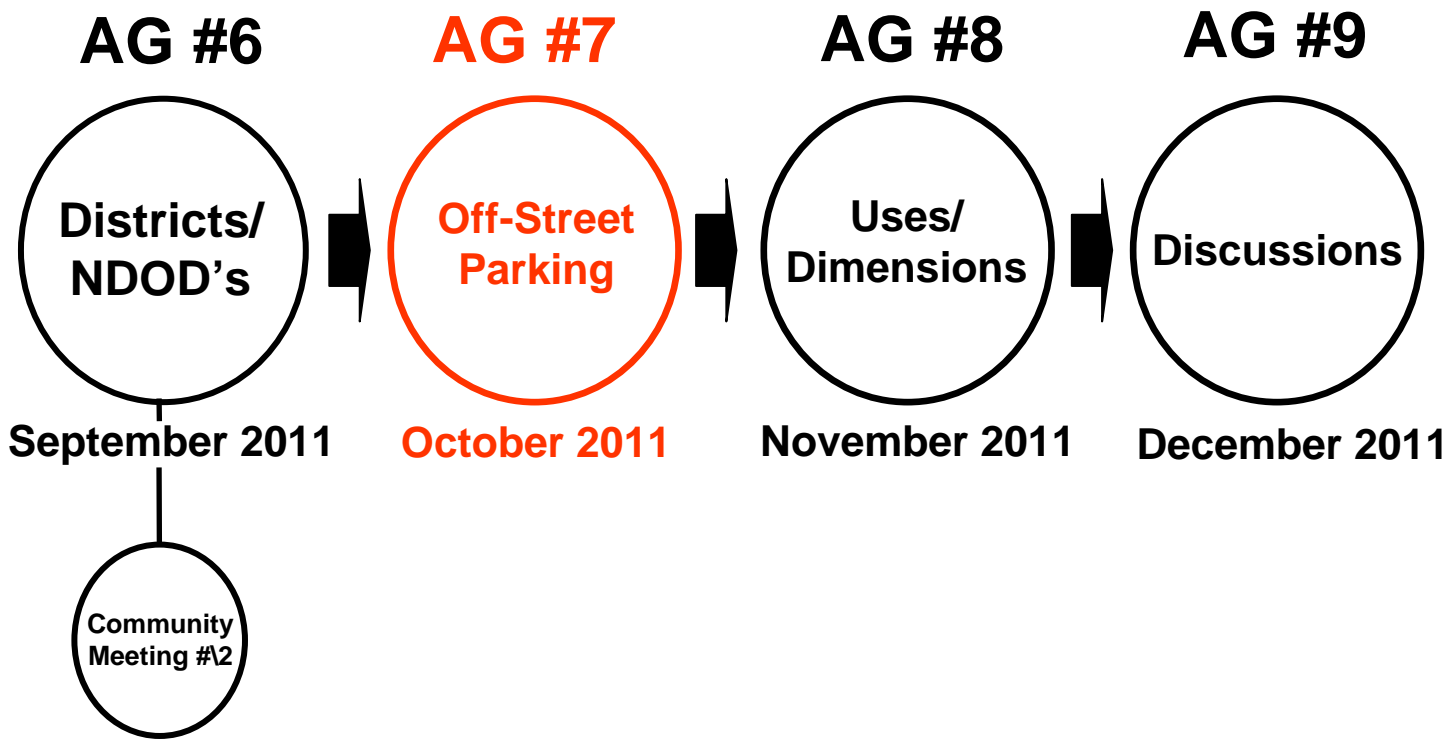 AG #6
AG #7
AG #8
AG #9
Districts/
NDOD’s
Off-Street
Parking
Uses/
Dimensions
Discussions
September 2011
October 2011
November 2011
December 2011
Community
Meeting #\2